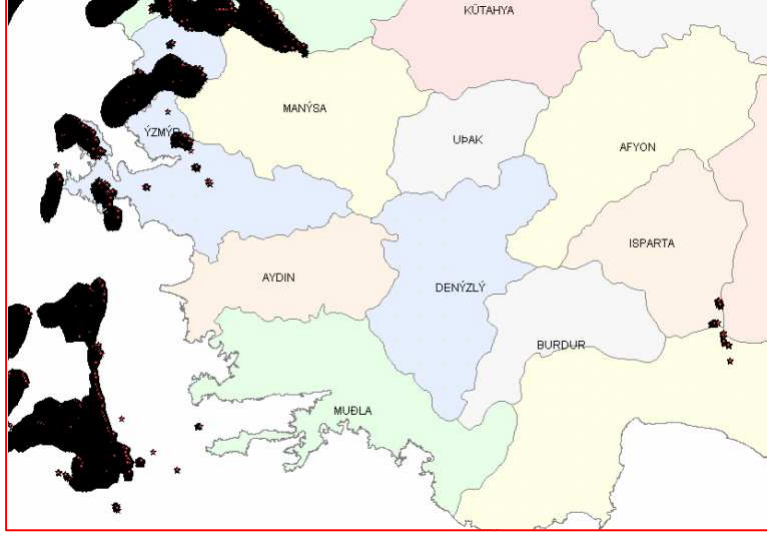 KÜTAHYA
MANÝSA
ÝZMÝR
UÞAK
AFYON
ISPARTA
AYDIN
DENÝZLÝ
BURDUR
MUÐLA